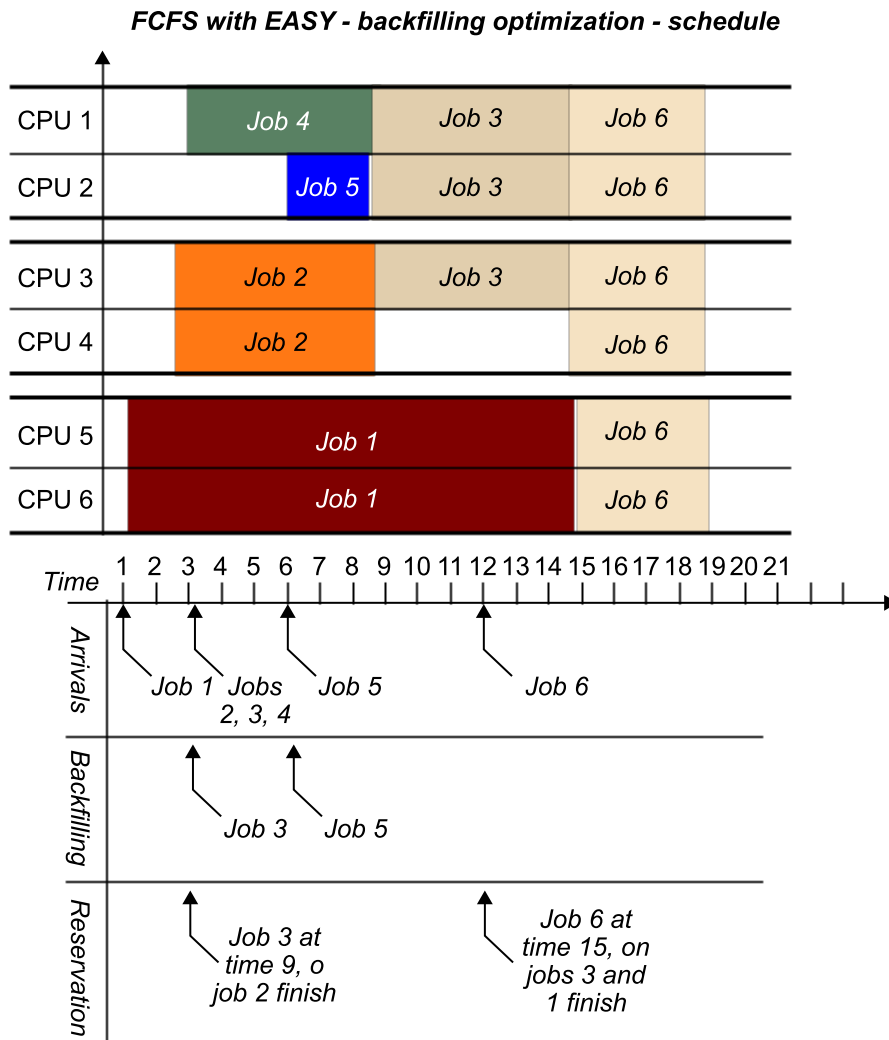 FCFS with EASY - backfilling optimization - schedule
CPU 1
Job 4
Job 3
Job 6
CPU 2
Job 5
Job 3
Job 6
CPU 3
Job 2
Job 3
Job 6
CPU 4
Job 2
Job 6
CPU 5
Job 1
Job 6
CPU 6
Job 1
Job 6
Time
1 2 3 4 5 6 7 8 9 10 11 12 13 14 15 16 17 18 19 20 21
Arrivals
Job 1
Jobs
2, 3, 4
Job 5
Job 6
Backfilling
Job 3
Job 5
Reservation
Job 3 at
time 9, o
job 2 finish
Job 6 at
time 15, on
jobs 3 and
1 finish